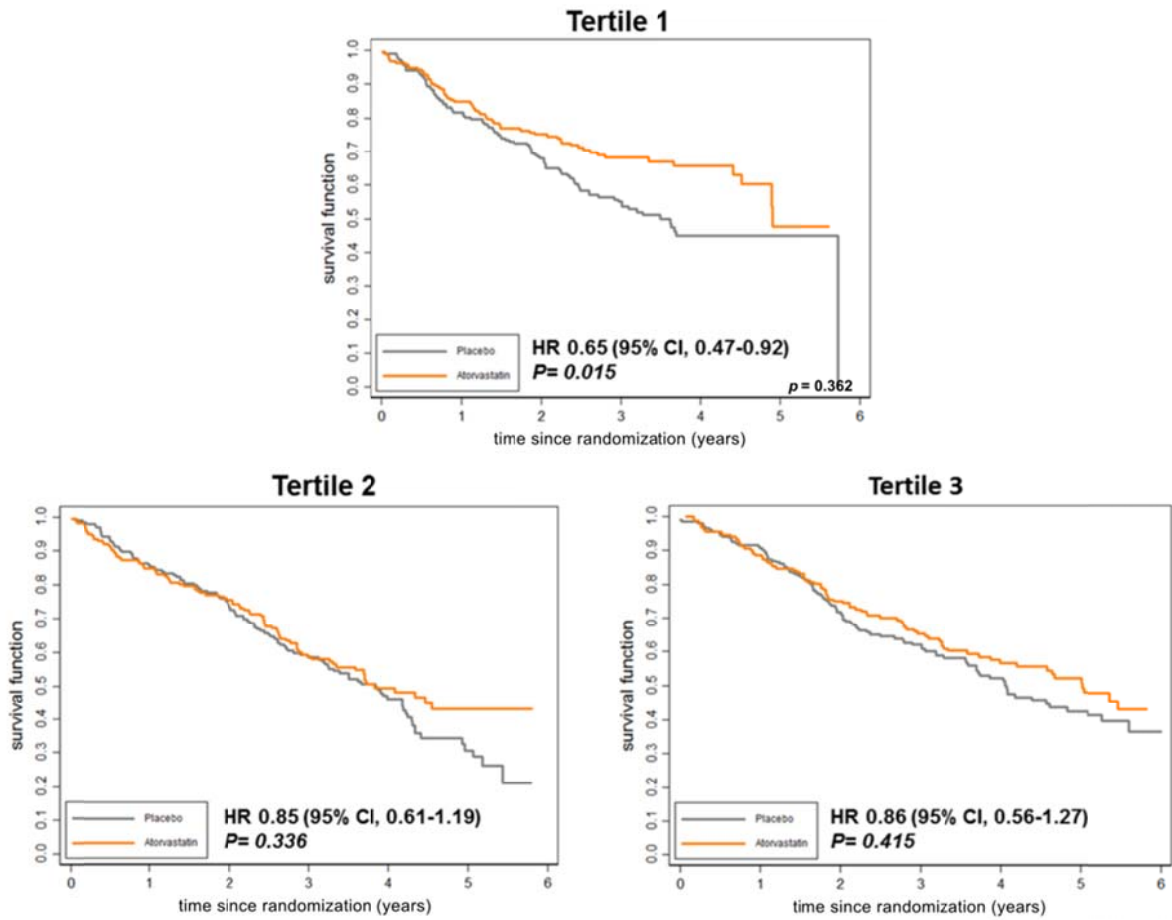 Tertile 1
survival function
1.0
0.9
0.8
0.7
0.6
0.5
0.4
0.3
0.2
0.1
0.0
Placebo
Atorvastatin
HR 0.65 (95% CI, 0.47-0.92)
P= 0.015
p = 0.362
0 1 2 3 4 5 6
time since randomization (years)
Tertile 2
survival function
1.0
0.9
0.8
0.7
0.6
0.5
0.4
0.3
0.2
0.1
0.0
Placebo
Atorvastatin
HR 0.85 (95% CI, 0.61-1.19)
P= 0.336
0 1 2 3 4 5 6
time since randomization (years)
Tertile 3
survival function
1.0
0.9
0.8
0.7
0.6
0.5
0.4
0.3
0.2
0.1
0.0
Placebo
Atorvastatin
HR 0.86 (95% CI, 0.56-1.27)
P= 0.415
0 1 2 3 4 5 6
time since randomization (years)